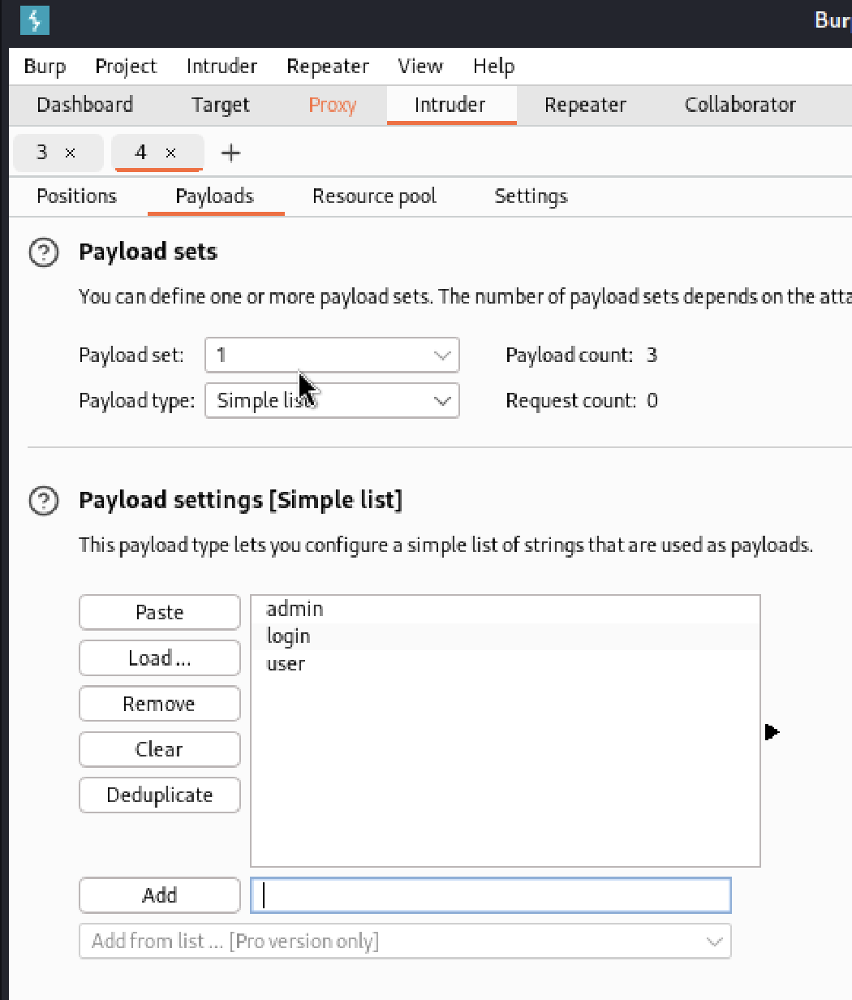 Bur
Burp Project Intruder Repeater View Help
Dashboard Target Proxy Intruder Repeater Collaborator
3 × 4 × +
Positions Payloads Resource pool Settings
? Payload sets
You can define one or more payload sets. The number of payload sets depends on the atta
Payload set: 1 Payload count: 3
Payload type: Simple list Request count: 0
? Payload settings [Simple list]
This payload type lets you configure a simple list of strings that are used as payloads.
Paste
admin
login
user
Load ...
Remove
Clear
Deduplicate
Add
Add from list ... [Pro version only]